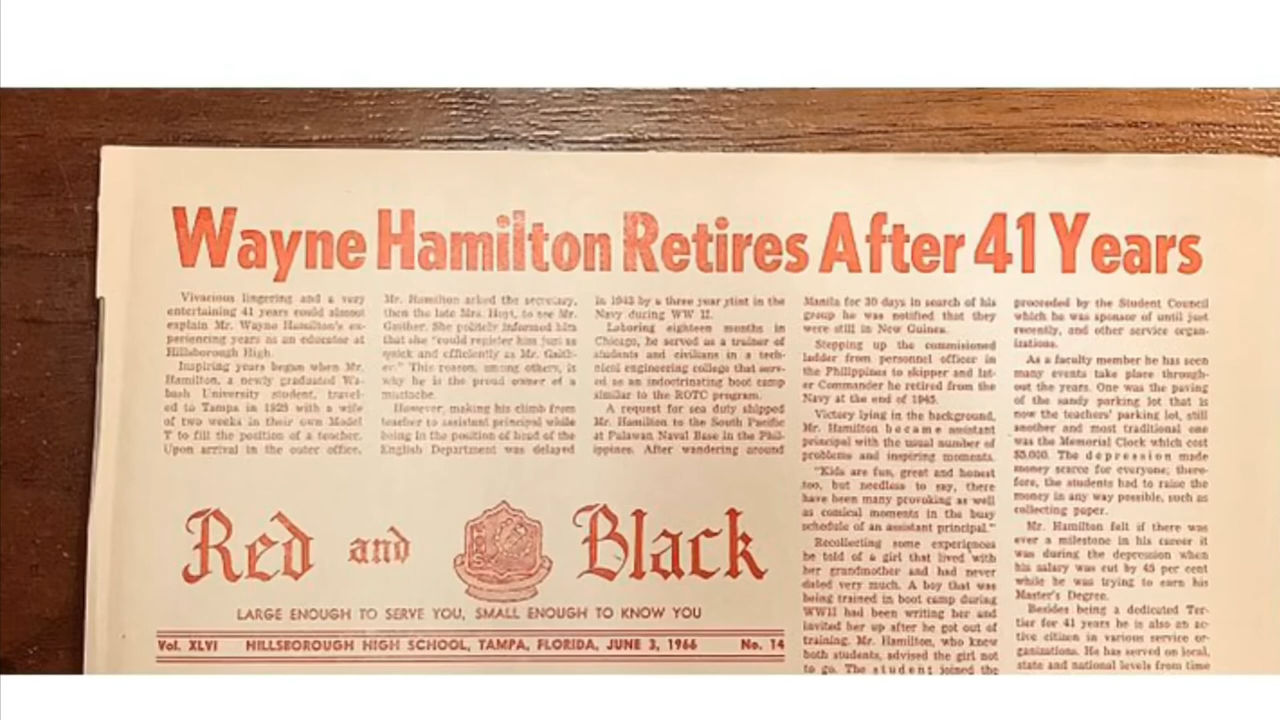 Wayne Hamilton Retires After 41 Years
Vivacious lingering and a very
entertaining 41 years could almost
explain Mr. Wayne Hamilton's ex-
periencing years as an educator at
Hillsborough High.
Inspiring years began when Mr.
Hamilton, a newly graduated Wa-
bash University student, travel-
ed to Tampa in 1925 with a wife
of two weeks in their own Model
T to fill the position of a teacher.
Upon arrival in the outer office,
Mr. Hamilton asked the secretary,
then the late Mrs. Hoyt, to see Mr.
Gaither. She politely informed him
that she "could register him just as
quick and efficiently as Mr. Gaith-
er." This reason, among others, is
why he is the proud owner of a
mustache.
However, making his climb from
teacher to assistant principal while
being in the position of head of the
English Department was delayed
in 1943 by a three year stint in the
Navy during WW II.
Laboring eighteen months in
Chicago, he served as a trainer of
students and civilians in a tech-
nical engineering college that serv-
ed as an indoctrinating boot camp
similar to the ROTC program.
A request for sea duty shipped
Mr. Hamilton to the South Pacific
at Palawan Naval Base in the Phil-
ippines. After wandering around
Manila for 30 days in search of his
group he was notified that they
were still in New Guinea.
Stepping up the commisioned
ladder from personnel officer in
the Philippines to skipper and lat-
er Commander he retired from the
Navy at the end of 1945.
Victory lying in the background,
Mr. Hamilton became assistant
principal with the usual number of
problems and inspiring moments.
"Kids are fun, great and honest
too, but needless to say, there
have been many provoking as well
as comical moments in the busy
schedule of an assistant principal."
Recollecting some experiences
he told of a girl that lived with
her grandmother and had never
dated very much. A boy that was
being trained in boot camp during
WWII had been writing her and
invited her up after he got out of
training. Mr. Hamilton, who knew
both students, advised the girl not
to go. The student joined the
proceeded by the Student Council
which he was sponsor of until just
recently, and other service organ-
izations.
As a faculty member he has seen
many events take place through-
out the years. One was the paving
of the sandy parking lot that is
now the teachers' parking lot, still
another and most traditional one
was the Memorial Clock which cost
$5,000. The depression made
money scarce for everyone; there-
fore, the students had to raise the
money in any way possible, such as
collecting paper.
Mr. Hamilton felt if there was
ever a milestone in his career it
was during the depression when
his salary was cut by 45 per cent
while he was trying to earn his
Master's Degree.
Besides being a dedicated Ter-
rier for 41 years he is also an ac-
tive citizen in various service or-
ganizations. He has served on local,
state and national levels from time
Red and Black
LARGE ENOUGH TO SERVE YOU, SMALL ENOUGH TO KNOW YOU
Vol. XLVI HILLSBOROUGH HIGH SCHOOL, TAMPA, FLORIDA, JUNE 3, 1966 No. 14